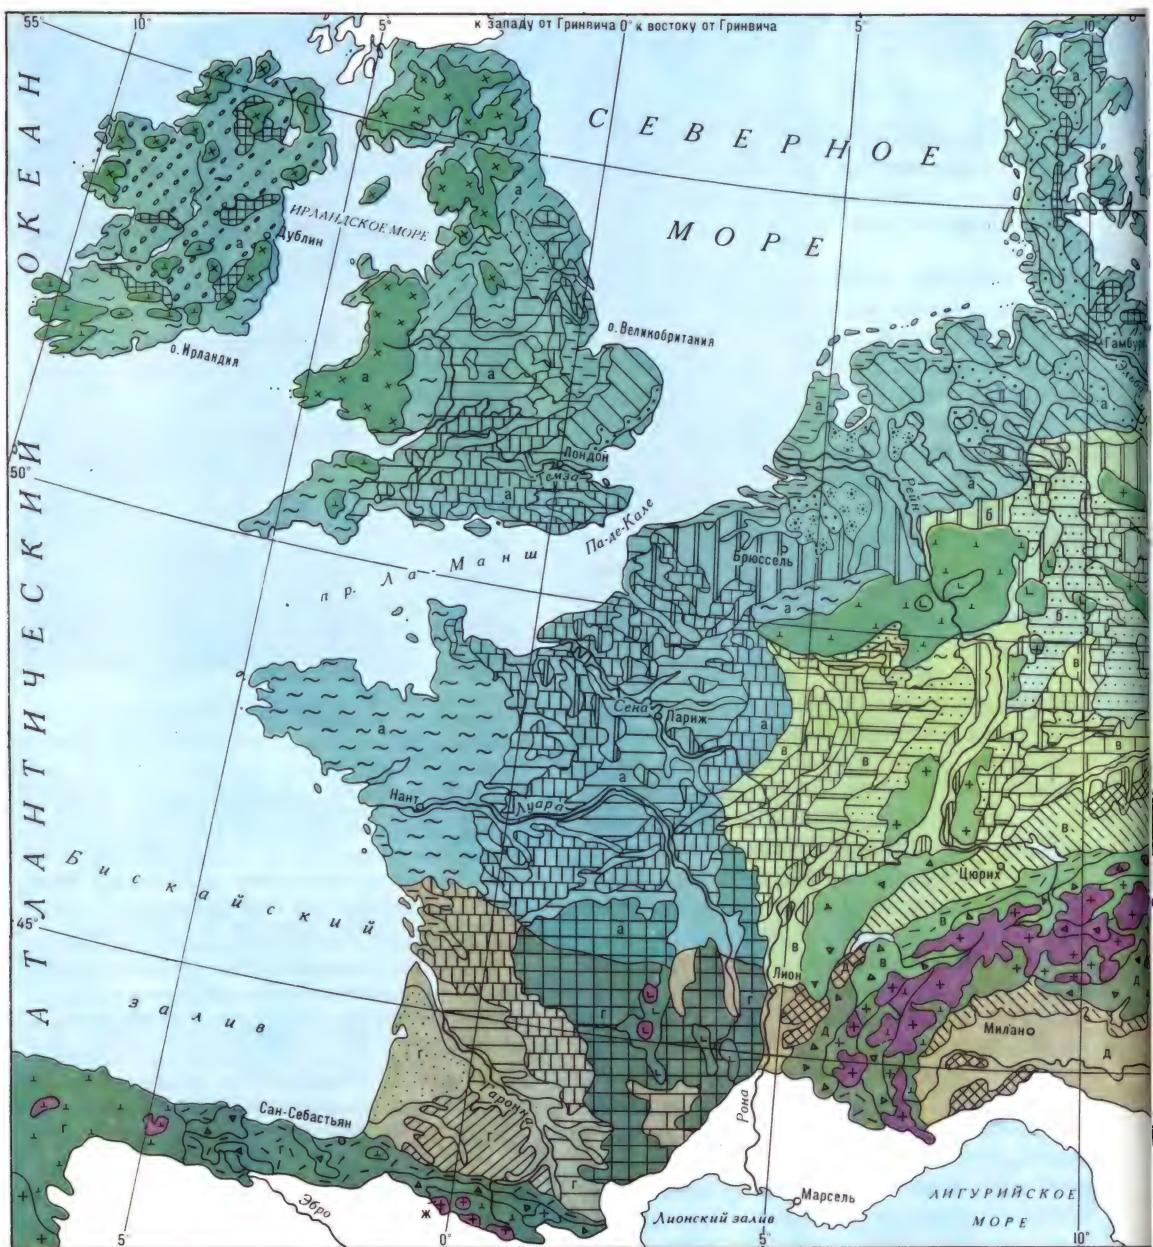 55°
10°
5°
к западу от Гринвича 0° к востоку от Гринвича
5°
10°
АТЛАНТИЧЕСКИЙ ОКЕАН
СЕВЕРНОЕ
МОРЕ
ИРЛАНДСКОЕ МОРЕ
Дублин
о. Ирландия
о. Великобритания
Гамбург
Эльба
50°
Лондон
Темза
Па-де-Кале
пр. Ла-Манш
Рейн
Брюссель
Сена
Париж
Нант
Луара
Бискайский
залив
Цюрих
45°
Лион
Милано
Гаронна
Сан-Себастьян
Рона
Эбро
Марсель
Лионский залив
ЛИГУРИЙСКОЕ
МОРЕ
а
а
а
а
а
а
а
а
а
а
а
а
а
а
б
б
в
в
в
в
в
в
в
в
г
г
г
г
г
г
г
д
д
д
ж
5°
0°
5°
10°